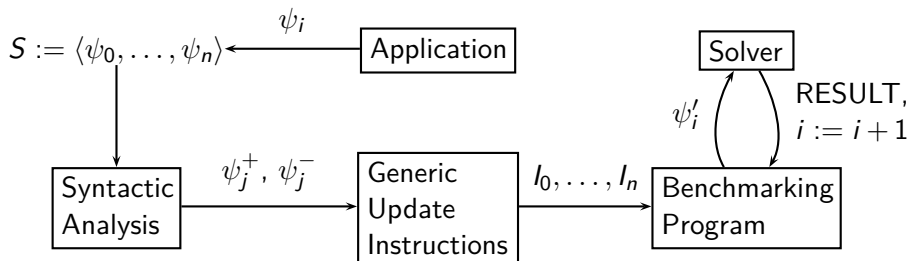 S := ⟨ψ₀, . . . , ψₙ⟩
ψᵢ
Application
Solver
ψ′ᵢ
RESULT,
i := i + 1
Syntactic
Analysis
ψ⁺ⱼ, ψ⁻ⱼ
Generic
Update
Instructions
I₀, . . . , Iₙ
Benchmarking
Program